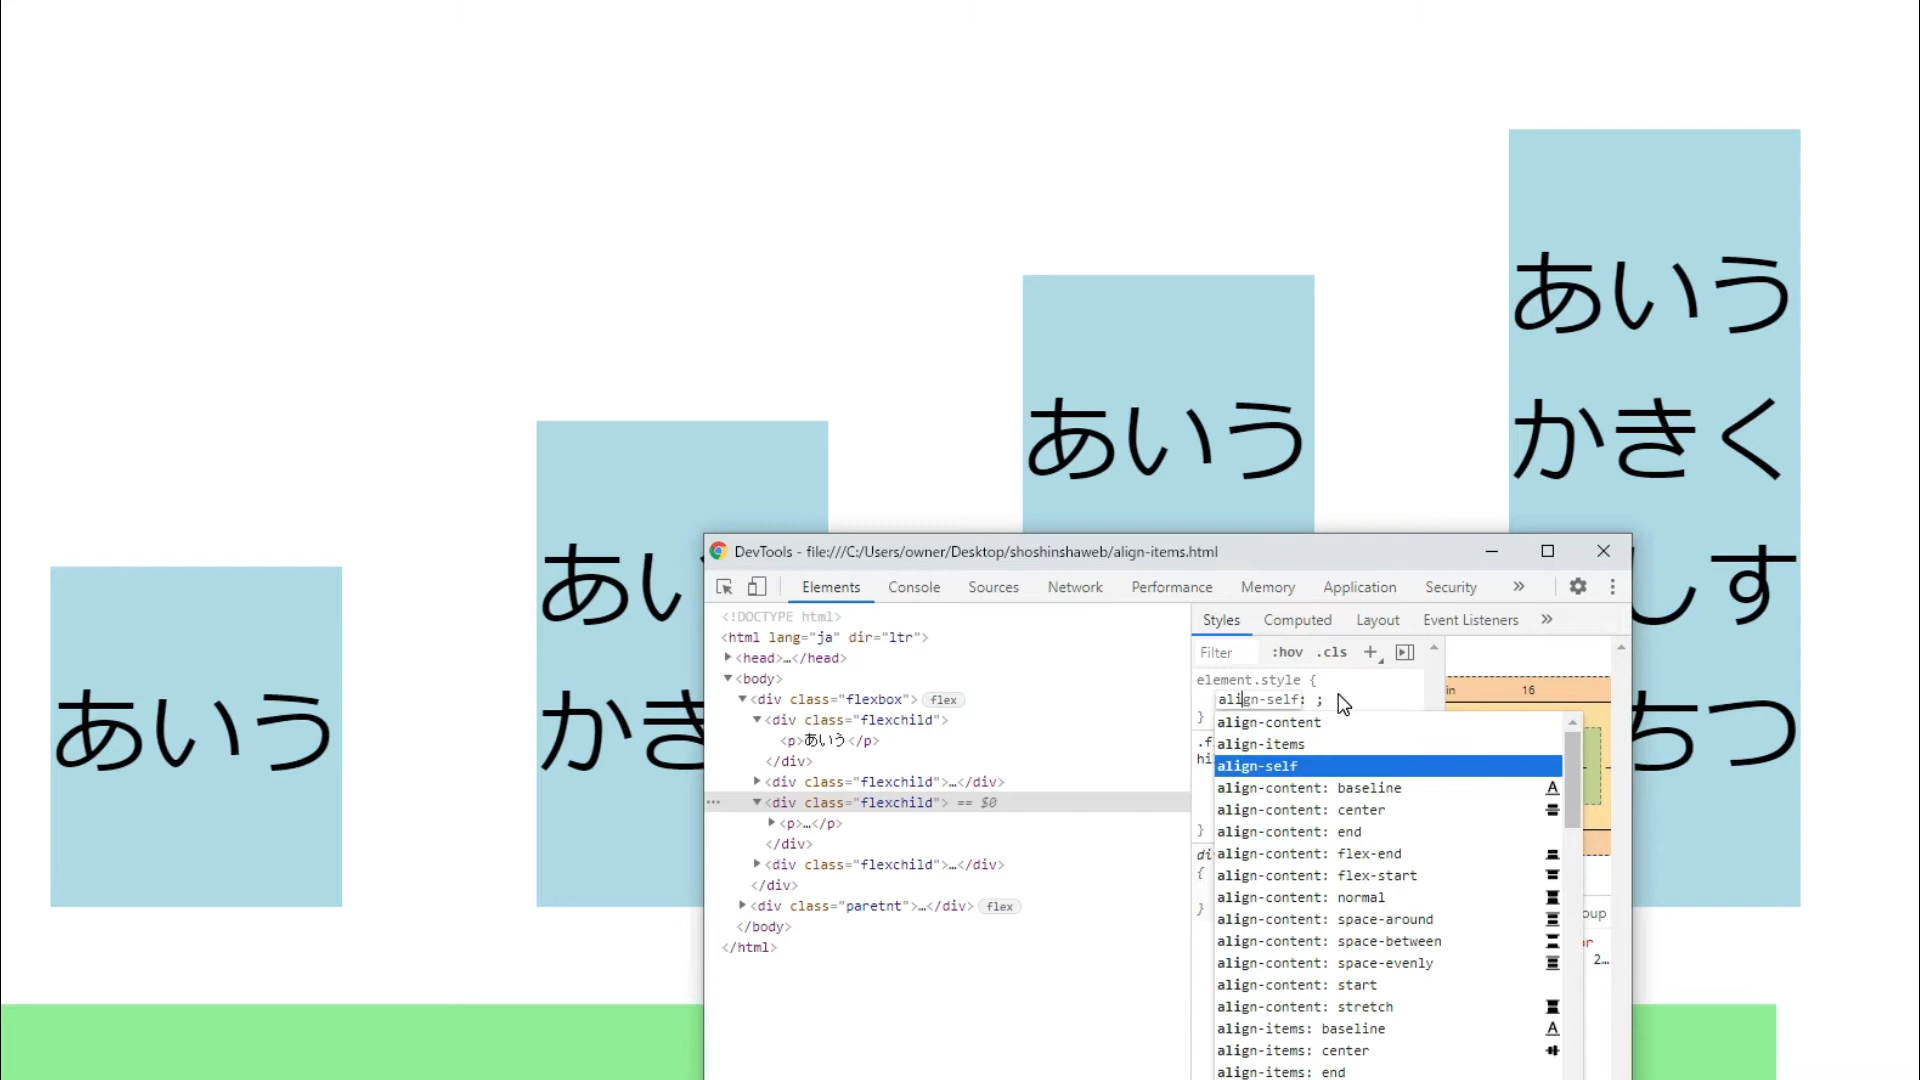 あいう
あい
かき
あいう
あいう
かきく
しす
ちつ
DevTools - file:///C:/Users/owner/Desktop/shoshinshaweb/align-items.html
Elements Console Sources Network Performance Memory Application Security »
<!DOCTYPE html>
<html lang="ja" dir="ltr">
<head>…</head>
<body>
<div class="flexbox"> flex
<div class="flexchild">
<p>あいう</p>
</div>
<div class="flexchild">…</div>
<div class="flexchild"> == $0
<p>…</p>
</div>
<div class="flexchild">…</div>
</div>
<div class="paretnt">…</div> flex
</body>
</html>
Styles Computed Layout Event Listeners »
Filter :hov .cls +
element.style {
align-self: ;
}
.f
hi
}
di
{
}
align-content
align-items
align-self
align-content: baseline
align-content: center
align-content: end
align-content: flex-end
align-content: flex-start
align-content: normal
align-content: space-around
align-content: space-between
align-content: space-evenly
align-content: start
align-content: stretch
align-items: baseline
align-items: center
align-items: end
in 16
oup
or
2…